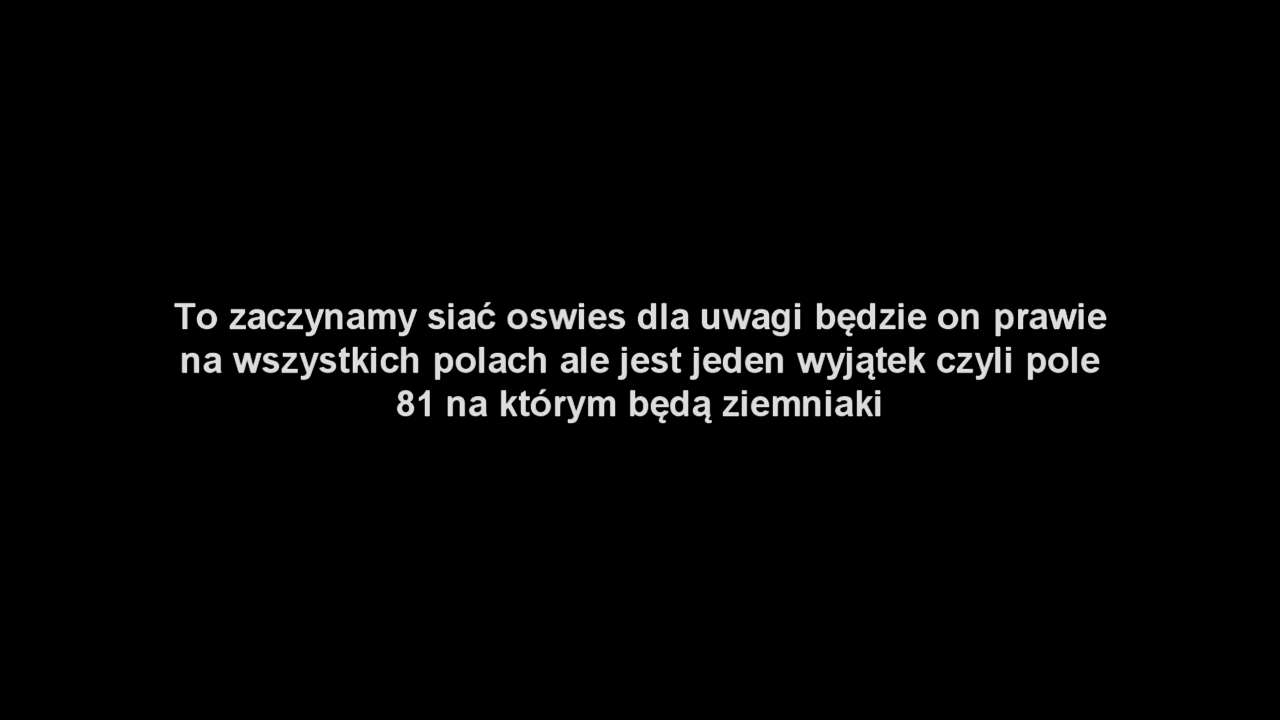 To zaczynamy siać oswies dla uwagi będzie on prawie
na wszystkich polach ale jest jeden wyjątek czyli pole
81 na którym będą ziemniaki